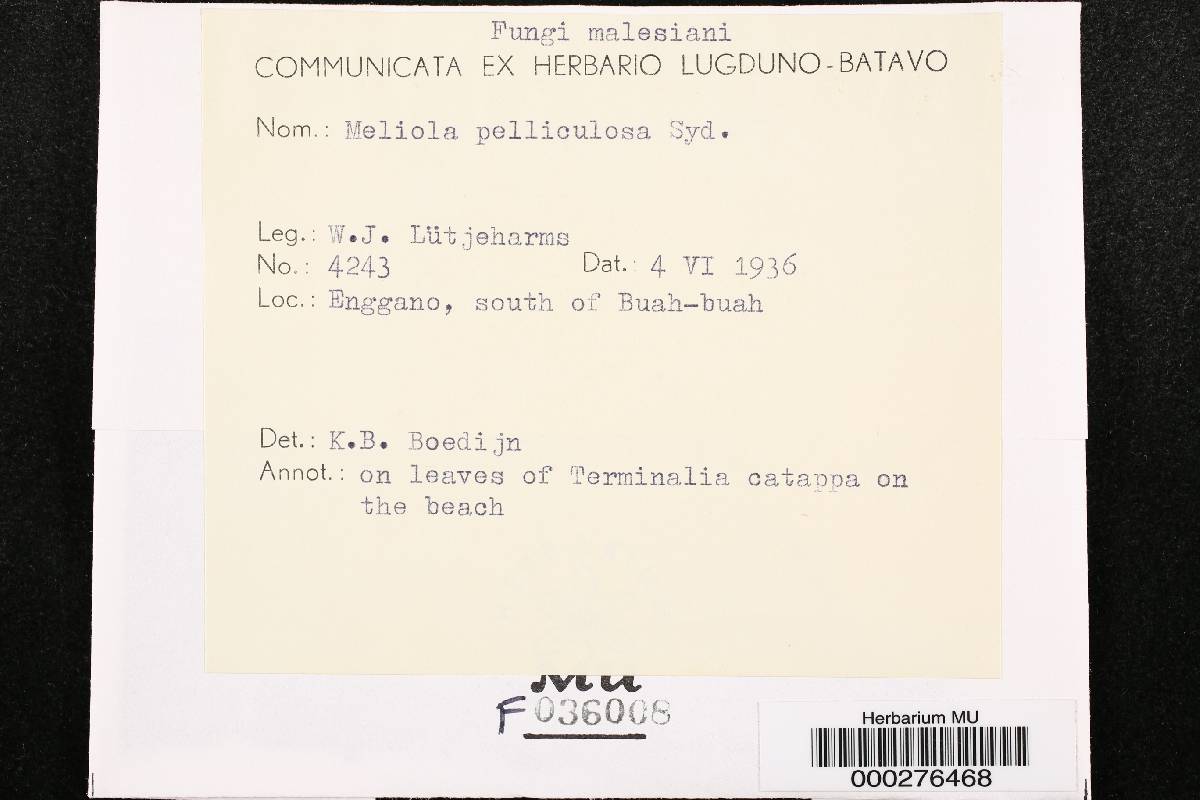 Fungi malesiani
COMMUNICATA EX HERBARIO LUGDUNO-BATAVO
Nom.: Meliola pelliculosa Syd.
Leg.: W.J. Lütjeharms
No.: 4243 Dat.: 4 VI 1936
Loc.: Enggano, south of Buah-buah
Det.: K.B. Boedijn
Annot.: on leaves of Terminalia catappa on
the beach
MU
F 036008
Herbarium MU
000276468